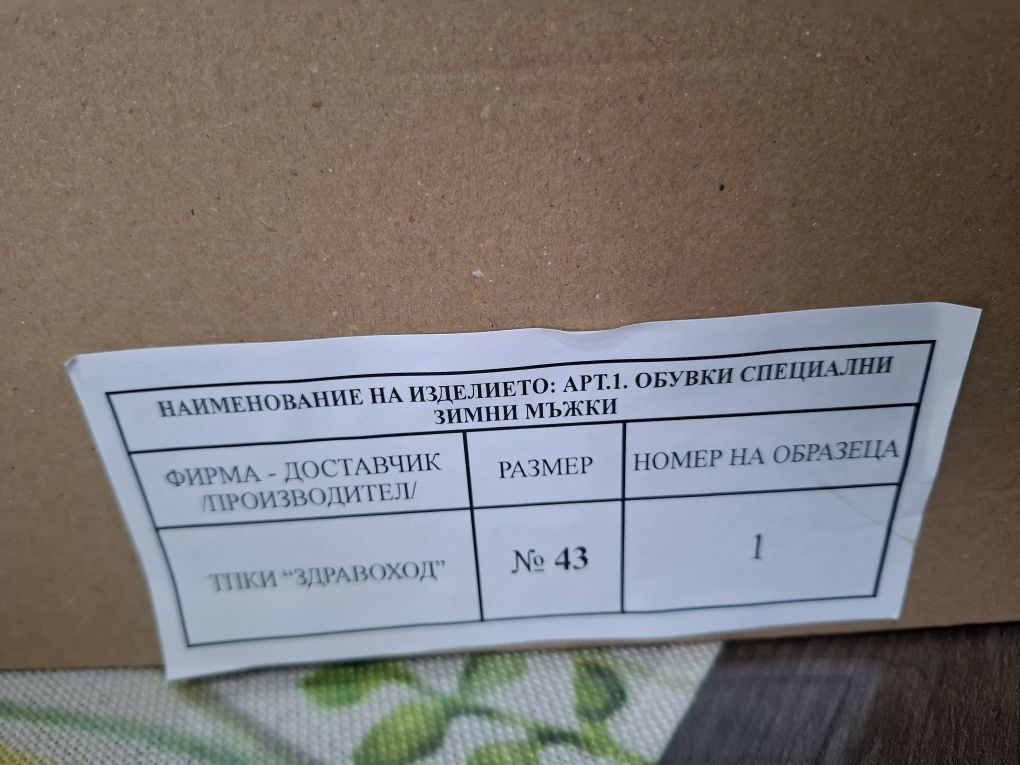 НАИМЕНОВАНИЕ НА ИЗДЕЛИЕТО: АРТ.1. ОБУВКИ СПЕЦИАЛНИ
ЗИМНИ МЪЖКИ
ФИРМА - ДОСТАВЧИК
/ПРОИЗВОДИТЕЛ/
РАЗМЕР
НОМЕР НА ОБРАЗЕЦА
ТПКИ “ЗДРАВОХОД”
№ 43
1